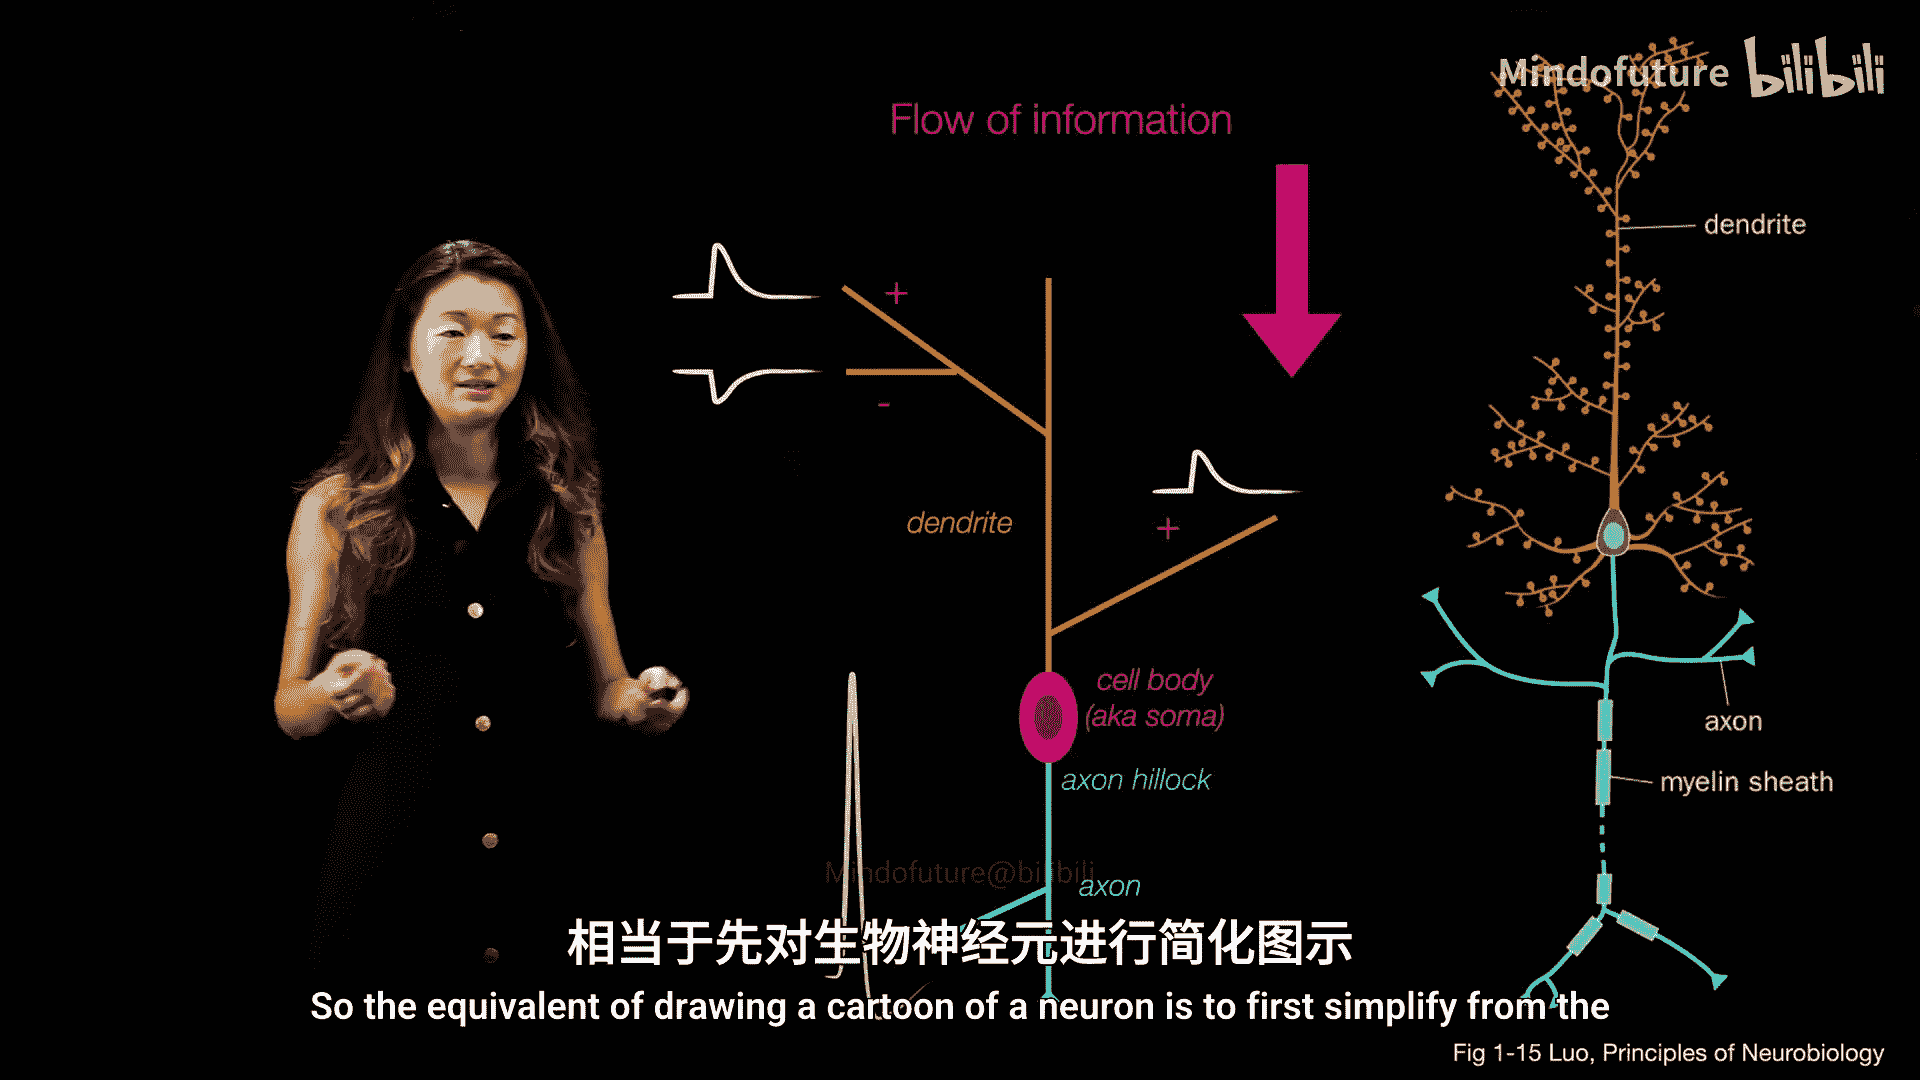 Mindofuture bilibili
Flow of information
dendrite
+
-
+
dendrite
cell body
(aka soma)
axon hillock
axon
myelin sheath
Mindofuture@bilibili
axon
相当于先对生物神经元进行简化图示
So the equivalent of drawing a cartoon of a neuron is to first simplify from the
Fig 1-15 Luo, Principles of Neurobiology